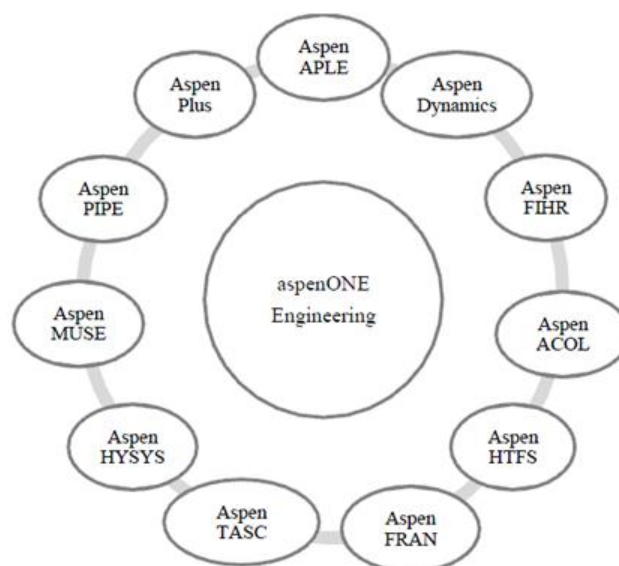 Aspen
APLE
Aspen
Dynamics
Aspen
FIHR
Aspen
ACOL
Aspen
HTFS
Aspen
FRAN
Aspen
TASC
Aspen
HYSYS
Aspen
MUSE
Aspen
PIPE
Aspen
Plus
aspenONE
Engineering